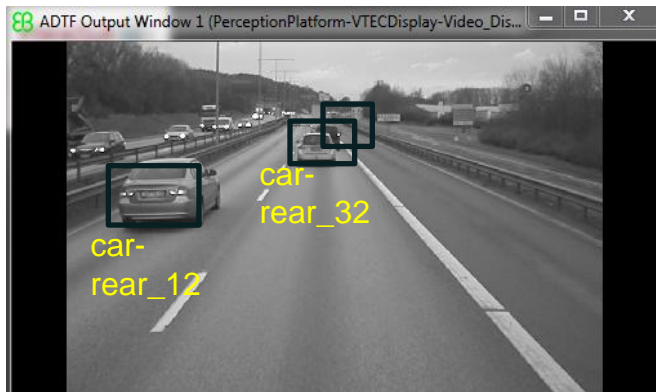 ADTF Output Window 1 (PerceptionPlatform-VTECDisplay-Video_Dis...
car-
rear_32
car-
rear_12